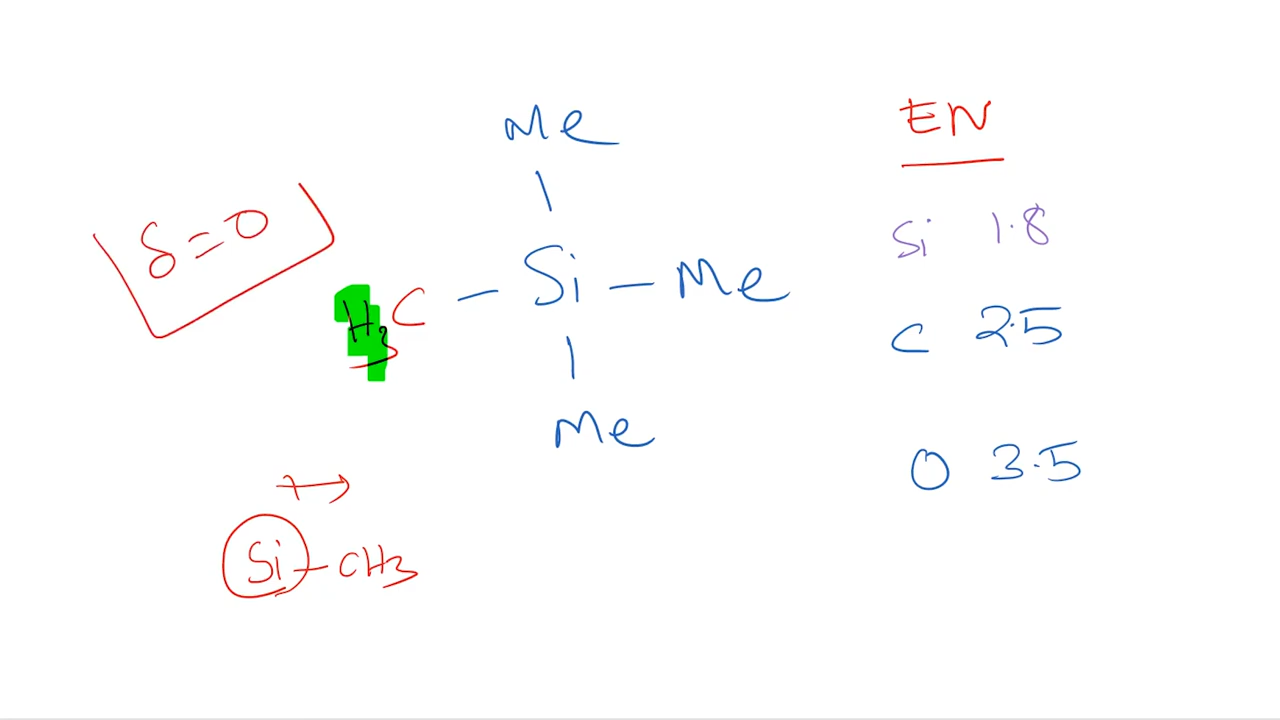 Me
|
H3C - Si - Me
|
Me
δ=0
Si-CH3
EN
Si 1.8
C 2.5
O 3.5